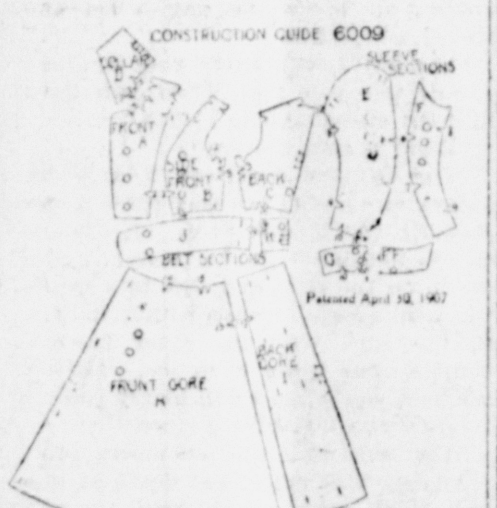 CONSTRUCTION GUIDE 6009
COLLAR
D
SLEEVE
SECTIONS
E
F
FRONT
A
SIDE
FRONT
B
BACK
C
J
BELT SECTIONS
G
Patented April 30, 1907
FRONT GORE
H
BACK
GORE
I